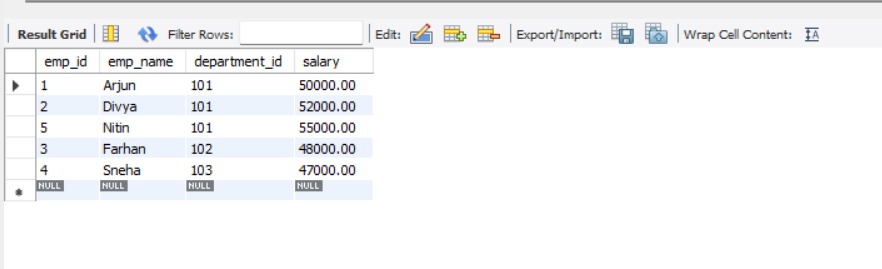 Result Grid Filter Rows: Edit: Export/Import: Wrap Cell Content: IA
emp_id emp_name department_id salary
1 Arjun 101 50000.00
2 Divya 101 52000.00
5 Nitin 101 55000.00
3 Farhan 102 48000.00
4 Sneha 103 47000.00
NULL NULL NULL NULL